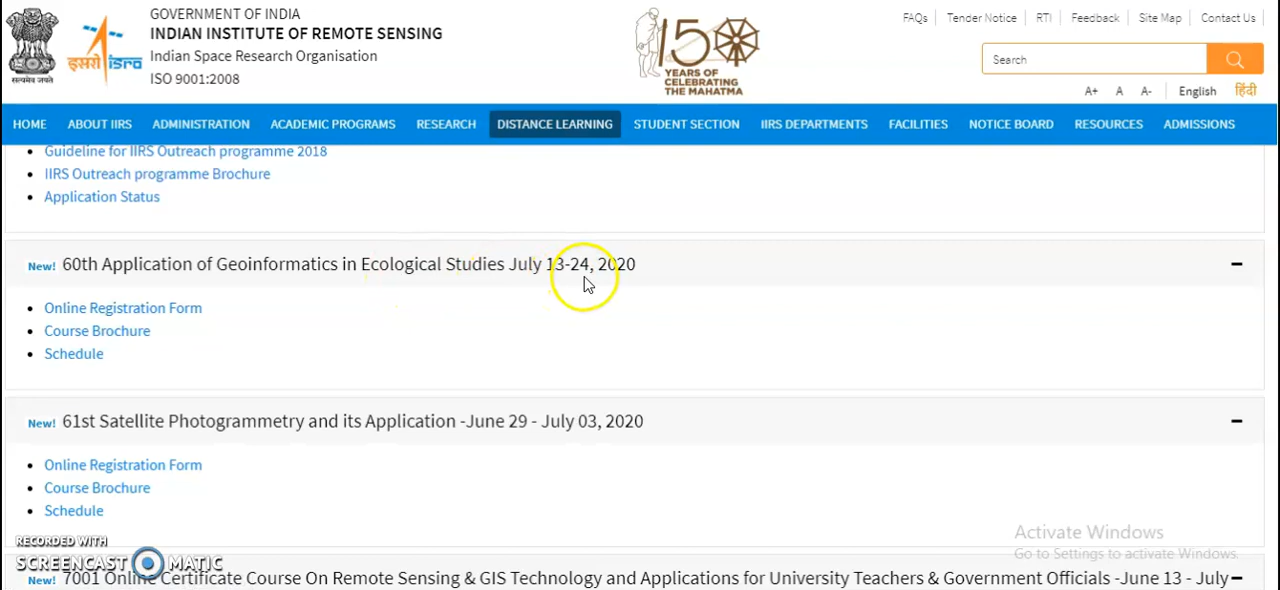 GOVERNMENT OF INDIA
INDIAN INSTITUTE OF REMOTE SENSING
Indian Space Research Organisation
ISO 9001:2008
सत्यमेव जयते
इसरो isro
150
YEARS OF
CELEBRATING
THE MAHATMA
FAQs
Tender Notice
RTI
Feedback
Site Map
Contact Us
Search
A+ A A- English हिंदी
HOME ABOUT IIRS ADMINISTRATION ACADEMIC PROGRAMS RESEARCH DISTANCE LEARNING STUDENT SECTION IIRS DEPARTMENTS FACILITIES NOTICE BOARD RESOURCES ADMISSIONS
Guideline for IIRS Outreach programme 2018
IIRS Outreach programme Brochure
Application Status
New! 60th Application of Geoinformatics in Ecological Studies July 13-24, 2020
Online Registration Form
Course Brochure
Schedule
New! 61st Satellite Photogrammetry and its Application -June 29 - July 03, 2020
Online Registration Form
Course Brochure
Schedule
New! 7001 Online Certificate Course On Remote Sensing & GIS Technology and Applications for University Teachers & Government Officials -June 13 - July
RECORDED WITH
SCREENCAST MATIC
Activate Windows
Go to Settings to activate Windows.